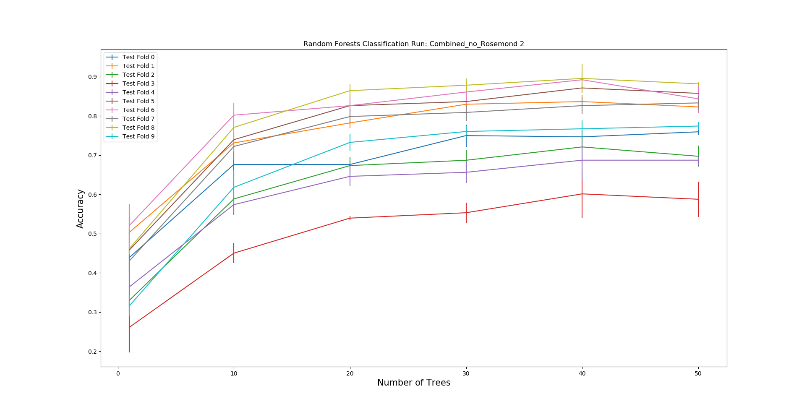 Random Forests Classification Run: Combined_no_Rosemond 2
Test Fold 0
Test Fold 1
Test Fold 2
Test Fold 3
Test Fold 4
Test Fold 5
Test Fold 6
Test Fold 7
Test Fold 8
Test Fold 9
0.9
0.8
0.7
0.6
0.5
0.4
0.3
0.2
Accuracy
0 10 20 30 40 50
Number of Trees